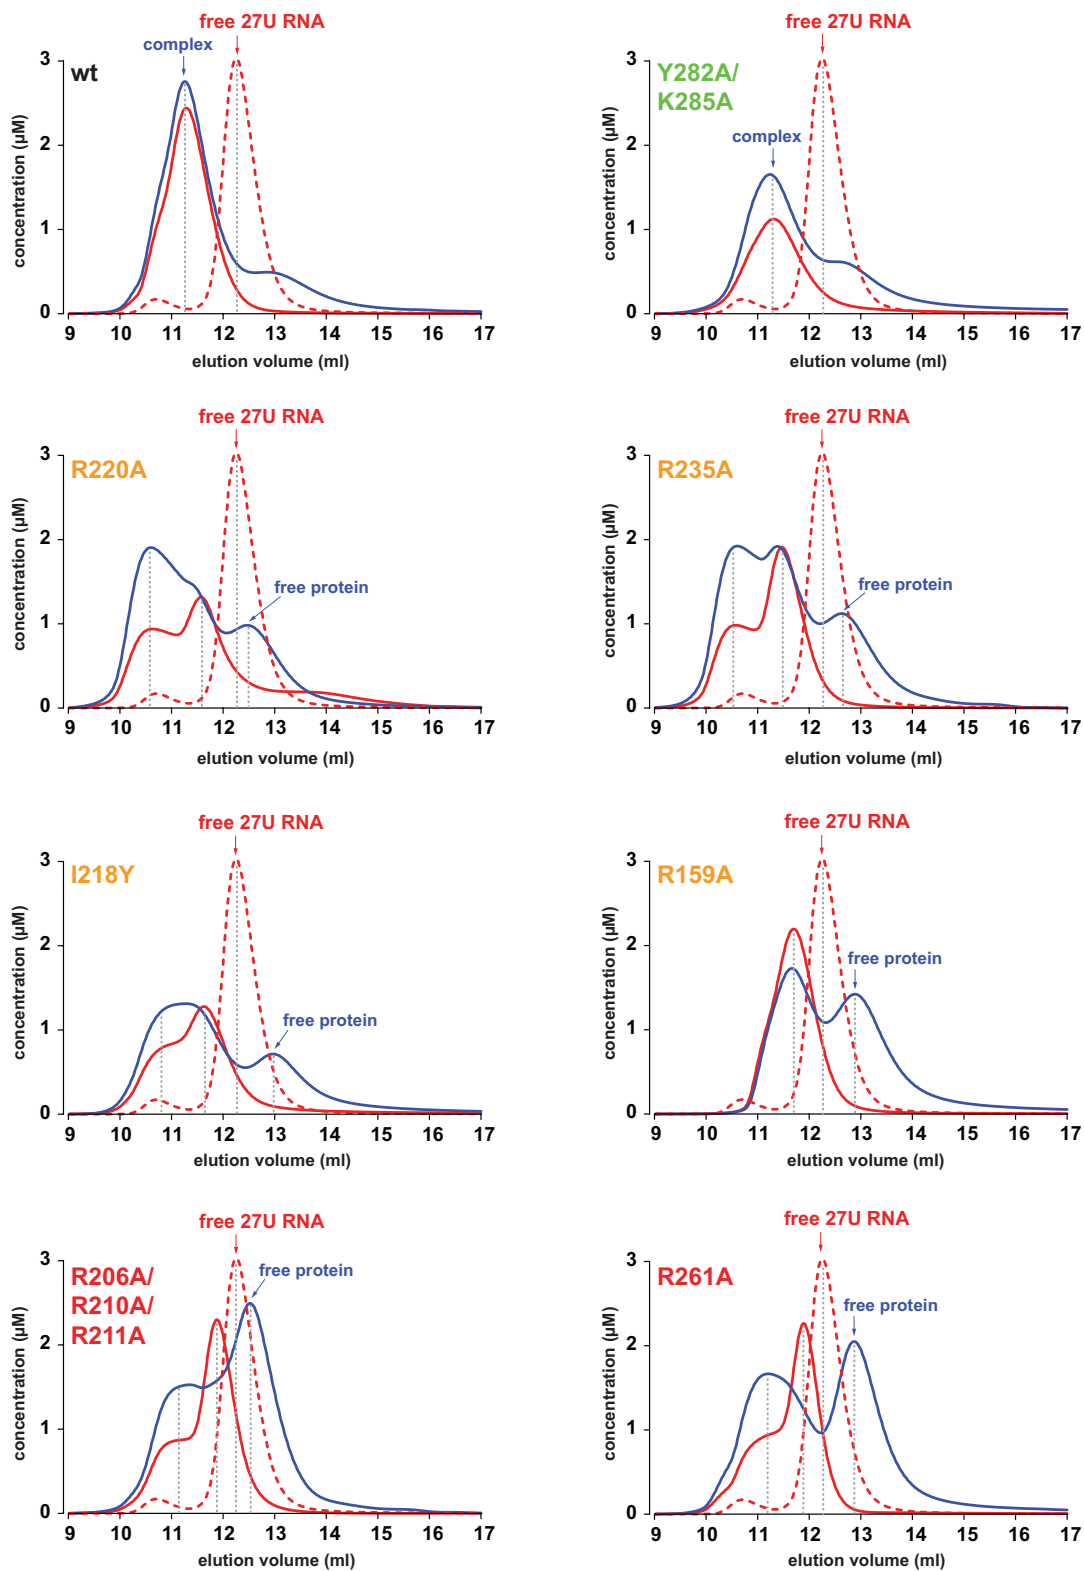 free 27U RNA
complex
wt
concentration (µM)
3
2
1
0
9 10 11 12 13 14 15 16 17
elution volume (ml)
free 27U RNA
Y282A/
K285A
complex
concentration (µM)
3
2
1
0
9 10 11 12 13 14 15 16 17
elution volume (ml)
free 27U RNA
R220A
free protein
concentration (µM)
3
2
1
0
9 10 11 12 13 14 15 16 17
elution volume (ml)
free 27U RNA
R235A
free protein
concentration (µM)
3
2
1
0
9 10 11 12 13 14 15 16 17
elution volume (ml)
free 27U RNA
I218Y
free protein
concentration (µM)
3
2
1
0
9 10 11 12 13 14 15 16 17
elution volume (ml)
free 27U RNA
R159A
free protein
concentration (µM)
3
2
1
0
9 10 11 12 13 14 15 16 17
elution volume (ml)
free 27U RNA
free protein
R206A/
R210A/
R211A
concentration (µM)
3
2
1
0
9 10 11 12 13 14 15 16 17
elution volume (ml)
free 27U RNA
R261A
free protein
concentration (µM)
3
2
1
0
9 10 11 12 13 14 15 16 17
elution volume (ml)